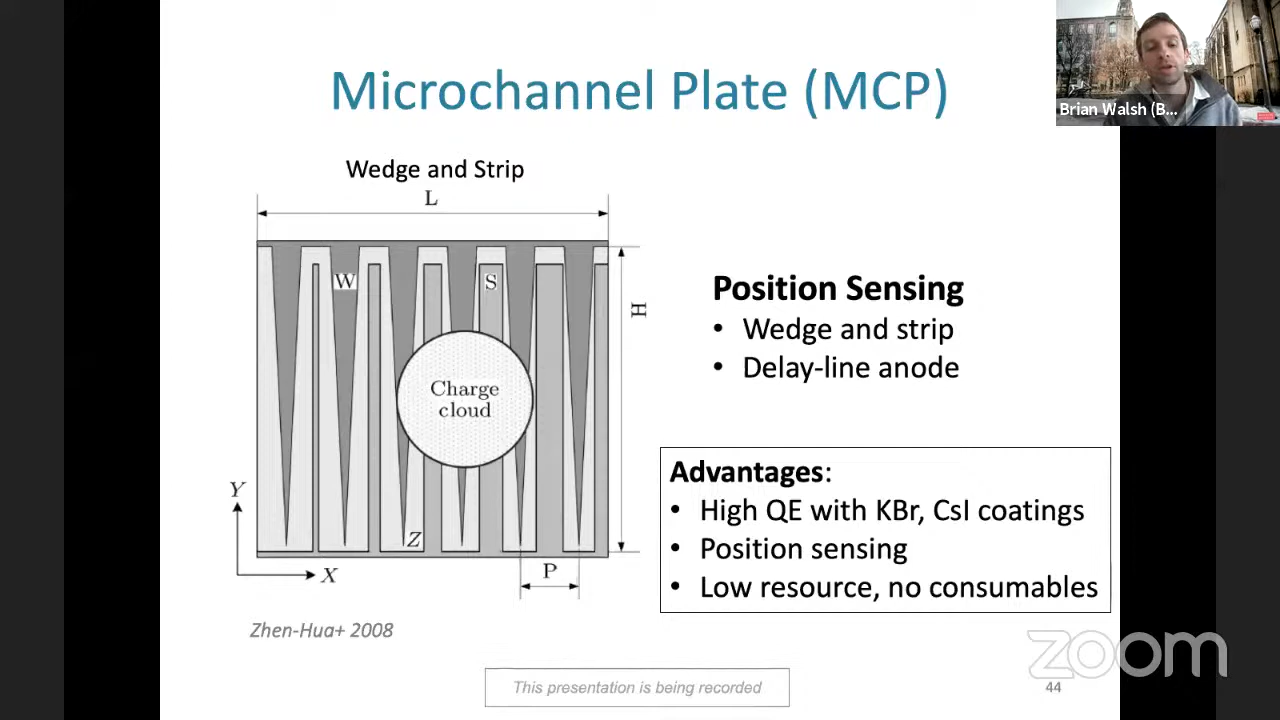 Microchannel Plate (MCP)
Brian Walsh (B...
Wedge and Strip
L
W
S
H
Charge
cloud
Z
Y
X
P
Zhen-Hua+ 2008
Position Sensing
• Wedge and strip
• Delay-line anode
Advantages:
• High QE with KBr, CsI coatings
• Position sensing
• Low resource, no consumables
This presentation is being recorded
zoom
44